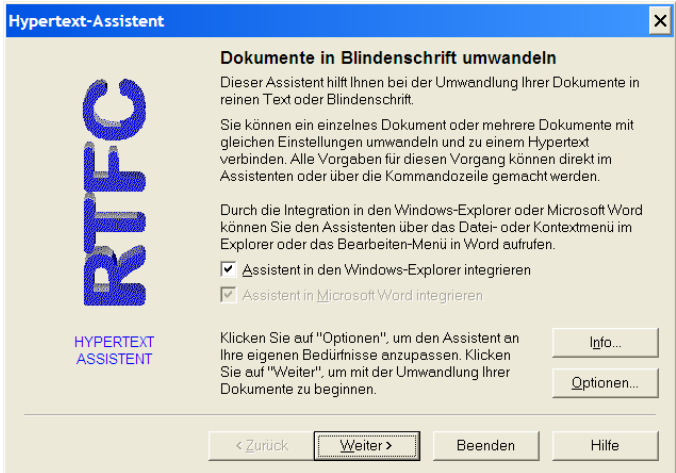 Hypertext-Assistent
RTFC
HYPERTEXT
ASSISTENT
Dokumente in Blindenschrift umwandeln
Dieser Assistent hilft Ihnen bei der Umwandlung Ihrer Dokumente in
reinen Text oder Blindenschrift.
Sie können ein einzelnes Dokument oder mehrere Dokumente mit
gleichen Einstellungen umwandeln und zu einem Hypertext
verbinden. Alle Vorgaben für diesen Vorgang können direkt im
Assistenten oder über die Kommandozeile gemacht werden.
Durch die Integration in den Windows-Explorer oder Microsoft Word
können Sie den Assistenten über das Datei- oder Kontextmenü im
Explorer oder das Bearbeiten-Menü in Word aufrufen.
Assistent in den Windows-Explorer integrieren
Assistent in Microsoft Word integrieren
Klicken Sie auf "Optionen", um den Assistent an
Ihre eigenen Bedürfnisse anzupassen. Klicken
Sie auf "Weiter", um mit der Umwandlung Ihrer
Dokumente zu beginnen.
Info...
Optionen...
< Zurück
Weiter >
Beenden
Hilfe